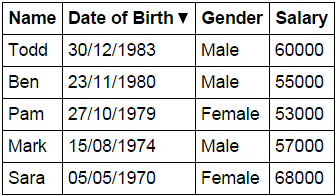 Name Date of Birth▼ Gender Salary
Todd 30/12/1983 Male 60000
Ben 23/11/1980 Male 55000
Pam 27/10/1979 Female 53000
Mark 15/08/1974 Male 57000
Sara 05/05/1970 Female 68000